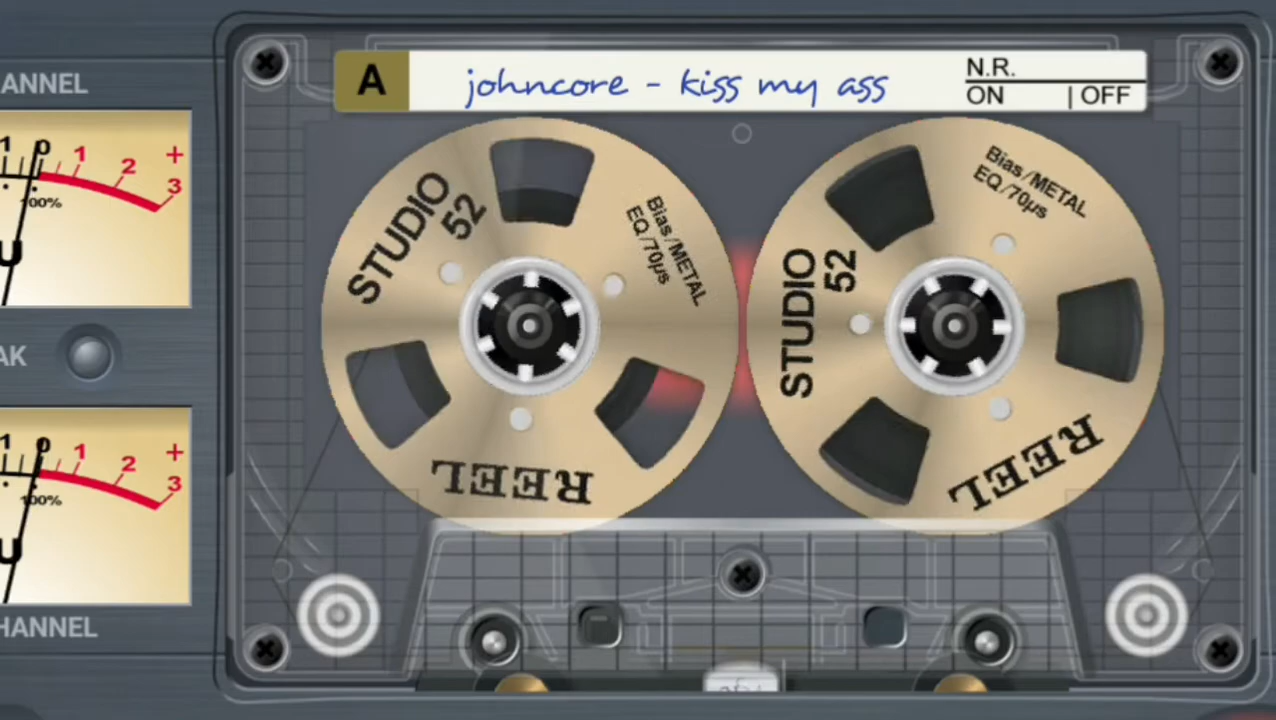 ANNEL
1 0 1 2 + 3
100%
U
AK
1 0 1 2 + 3
100%
U
HANNEL
A johncore - kiss my ass
N.R.
ON | OFF
STUDIO
52
Bias/METAL
EQ/70µs
REEL
STUDIO
52
Bias/METAL
EQ/70µs
REEL